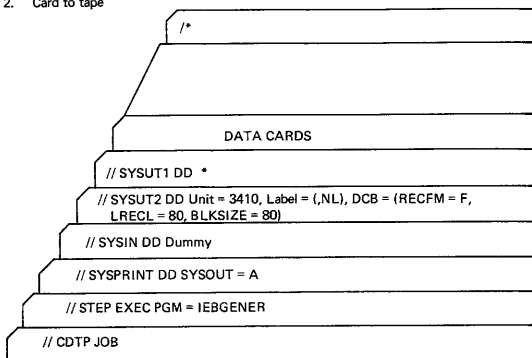 2. Card to tape
/*
DATA CARDS
// SYSUT1 DD *
// SYSUT2 DD Unit = 3410, Label = (,NL), DCB = (RECFM = F,
LRECL = 80, BLKSIZE = 80)
// SYSIN DD Dummy
// SYSPRINT DD SYSOUT = A
// STEP EXEC PGM = IEBGENER
// CDTP JOB